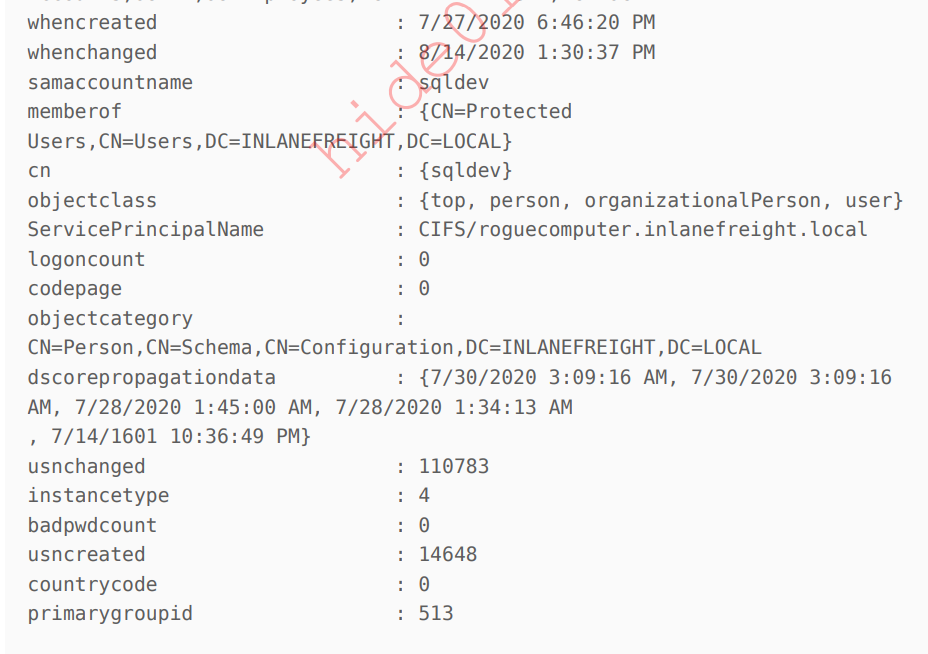 whencreated : 7/27/2020 6:46:20 PM
whenchanged : 8/14/2020 1:30:37 PM
samaccountname : sqldev
memberof : {CN=Protected
Users,CN=Users,DC=INLANEFREIGHT,DC=LOCAL}
cn : {sqldev}
objectclass : {top, person, organizationalPerson, user}
ServicePrincipalName : CIFS/roguecomputer.inlanefreight.local
logoncount : 0
codepage : 0
objectcategory :
CN=Person,CN=Schema,CN=Configuration,DC=INLANEFREIGHT,DC=LOCAL
dscorepropagationdata : {7/30/2020 3:09:16 AM, 7/30/2020 3:09:16
AM, 7/28/2020 1:45:00 AM, 7/28/2020 1:34:13 AM
, 7/14/1601 10:36:49 PM}
usnchanged : 110783
instancetype : 4
badpwdcount : 0
usncreated : 14648
countrycode : 0
primarygroupid : 513
hide0